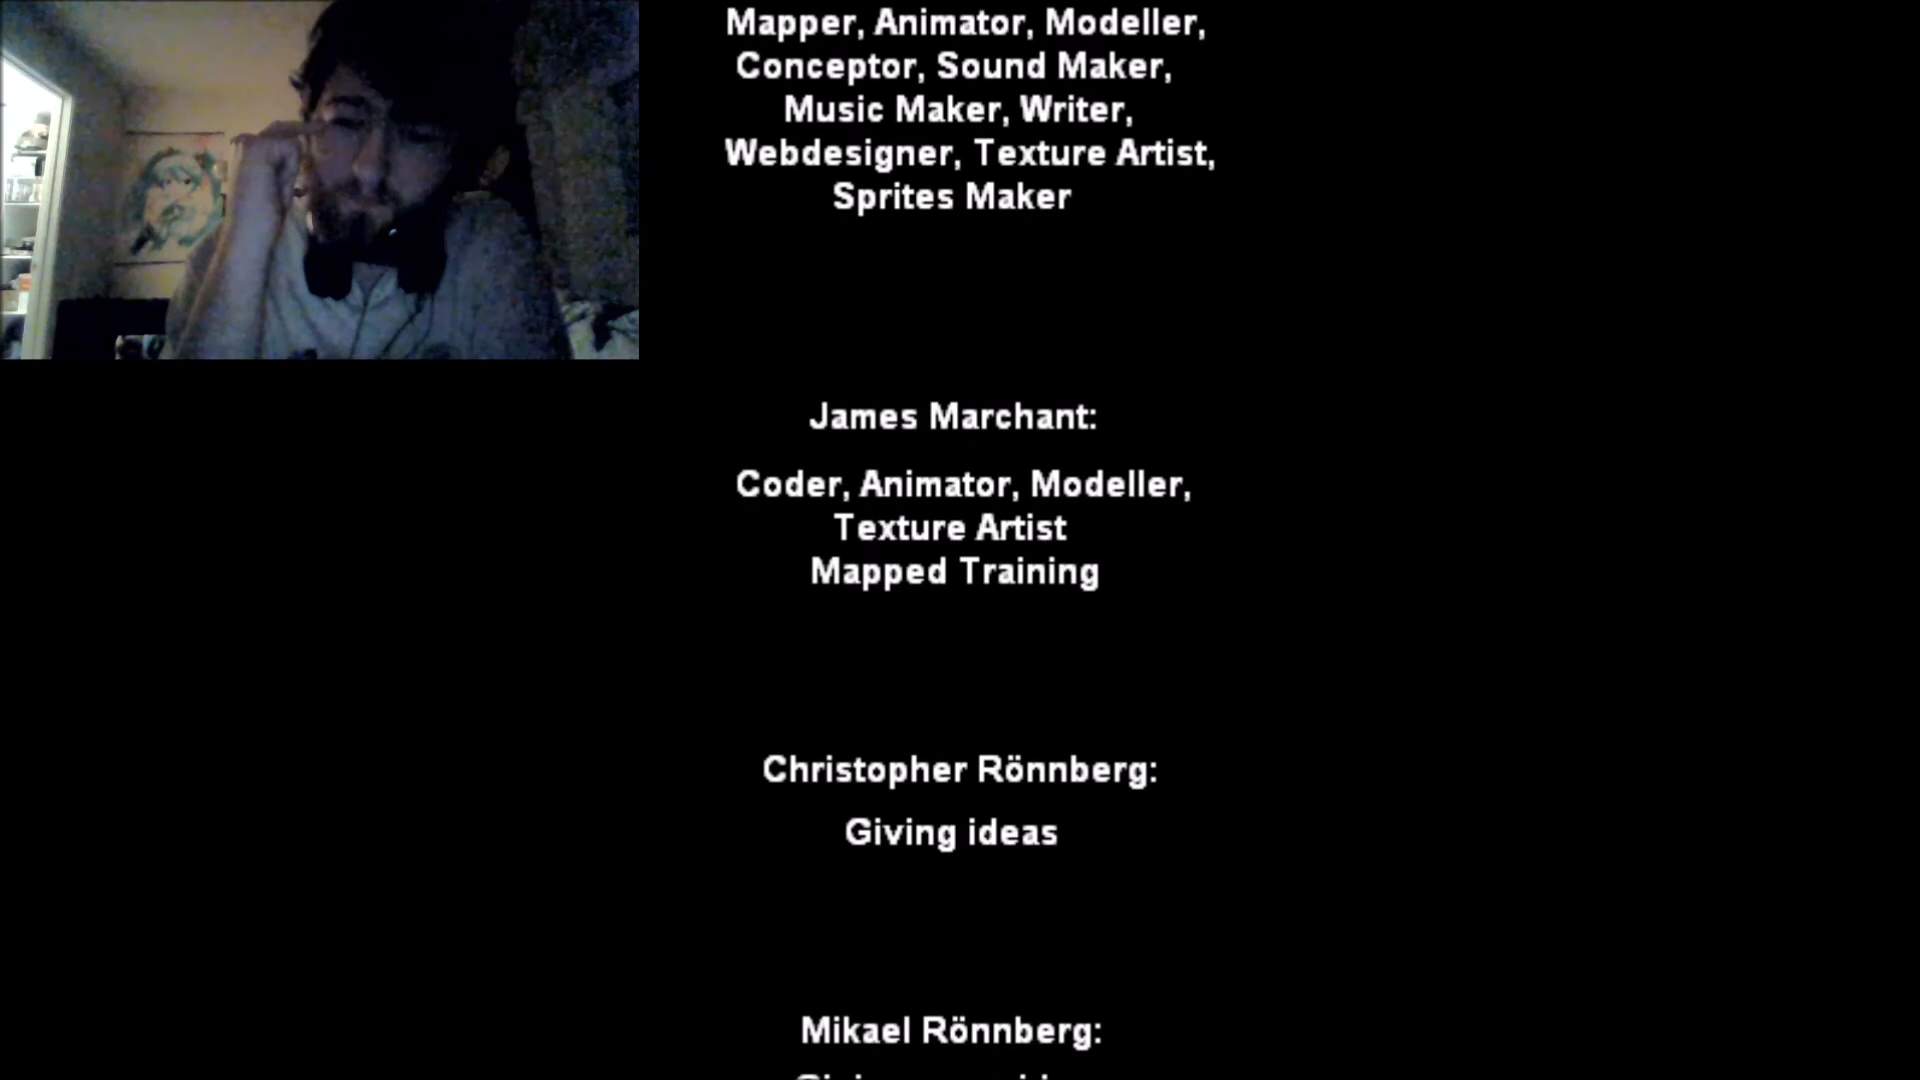 Mapper, Animator, Modeller,
Conceptor, Sound Maker,
Music Maker, Writer,
Webdesigner, Texture Artist,
Sprites Maker
James Marchant:
Coder, Animator, Modeller,
Texture Artist
Mapped Training
Christopher Rönnberg:
Giving ideas
Mikael Rönnberg: